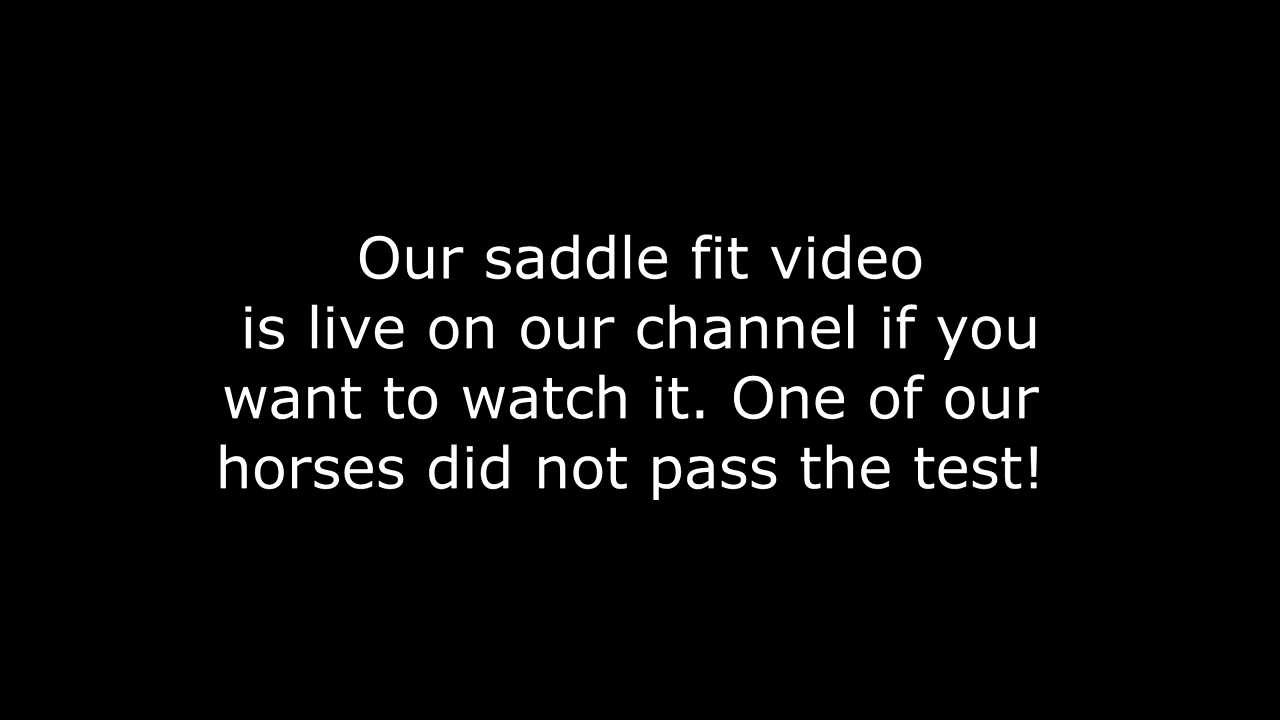 Our saddle fit video
is live on our channel if you
want to watch it. One of our
horses did not pass the test!